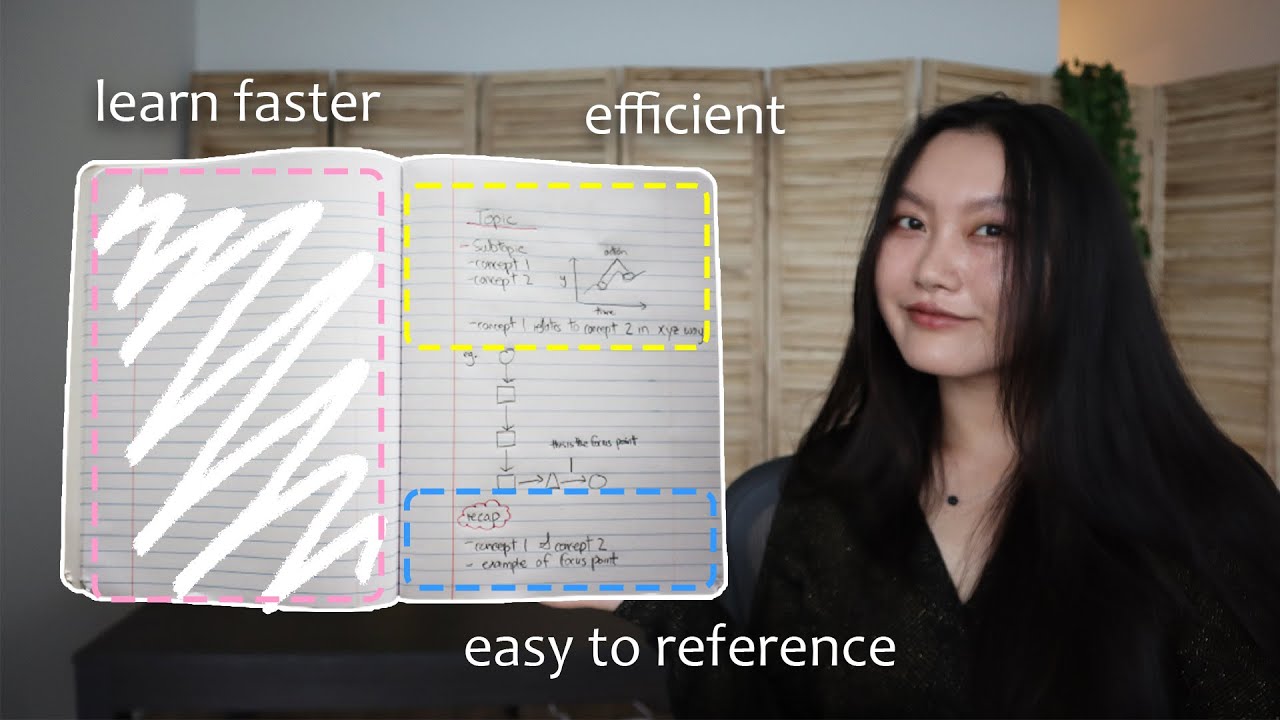 learn faster
efficient
Topic
- Subtopic
- concept 1
- concept 2
y
time
- concept 1 relates to concept 2 in xyz way
eg.
this is the focus point
recap
- concept 1 & concept 2
- example of focus point
easy to reference